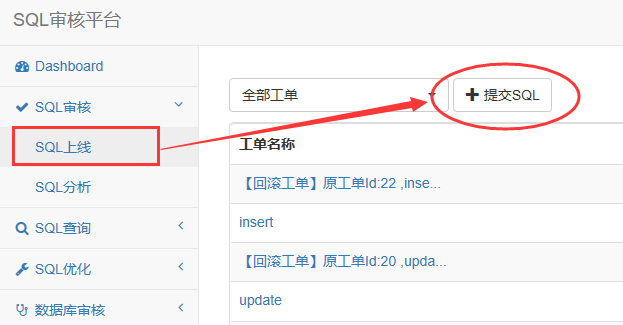 SQL审核平台
Dashboard
SQL审核
SQL上线
SQL分析
SQL查询
SQL优化
数据库审核
全部工单
提交SQL
工单名称
【回滚工单】原工单Id:22 ,inse...
insert
【回滚工单】原工单Id:20 ,upda...
update